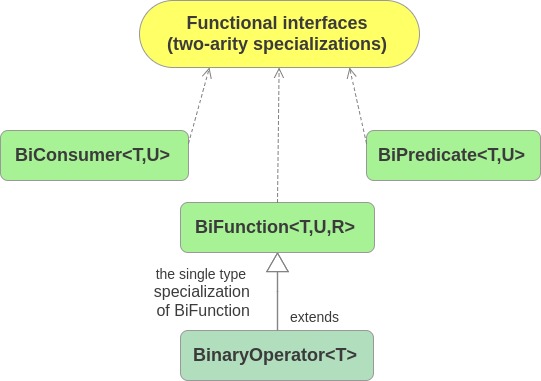 Functional interfaces
(two-arity specializations)
BiConsumer<T,U>
BiPredicate<T,U>
BiFunction<T,U,R>
the single type
specialization
of BiFunction
extends
BinaryOperator<T>